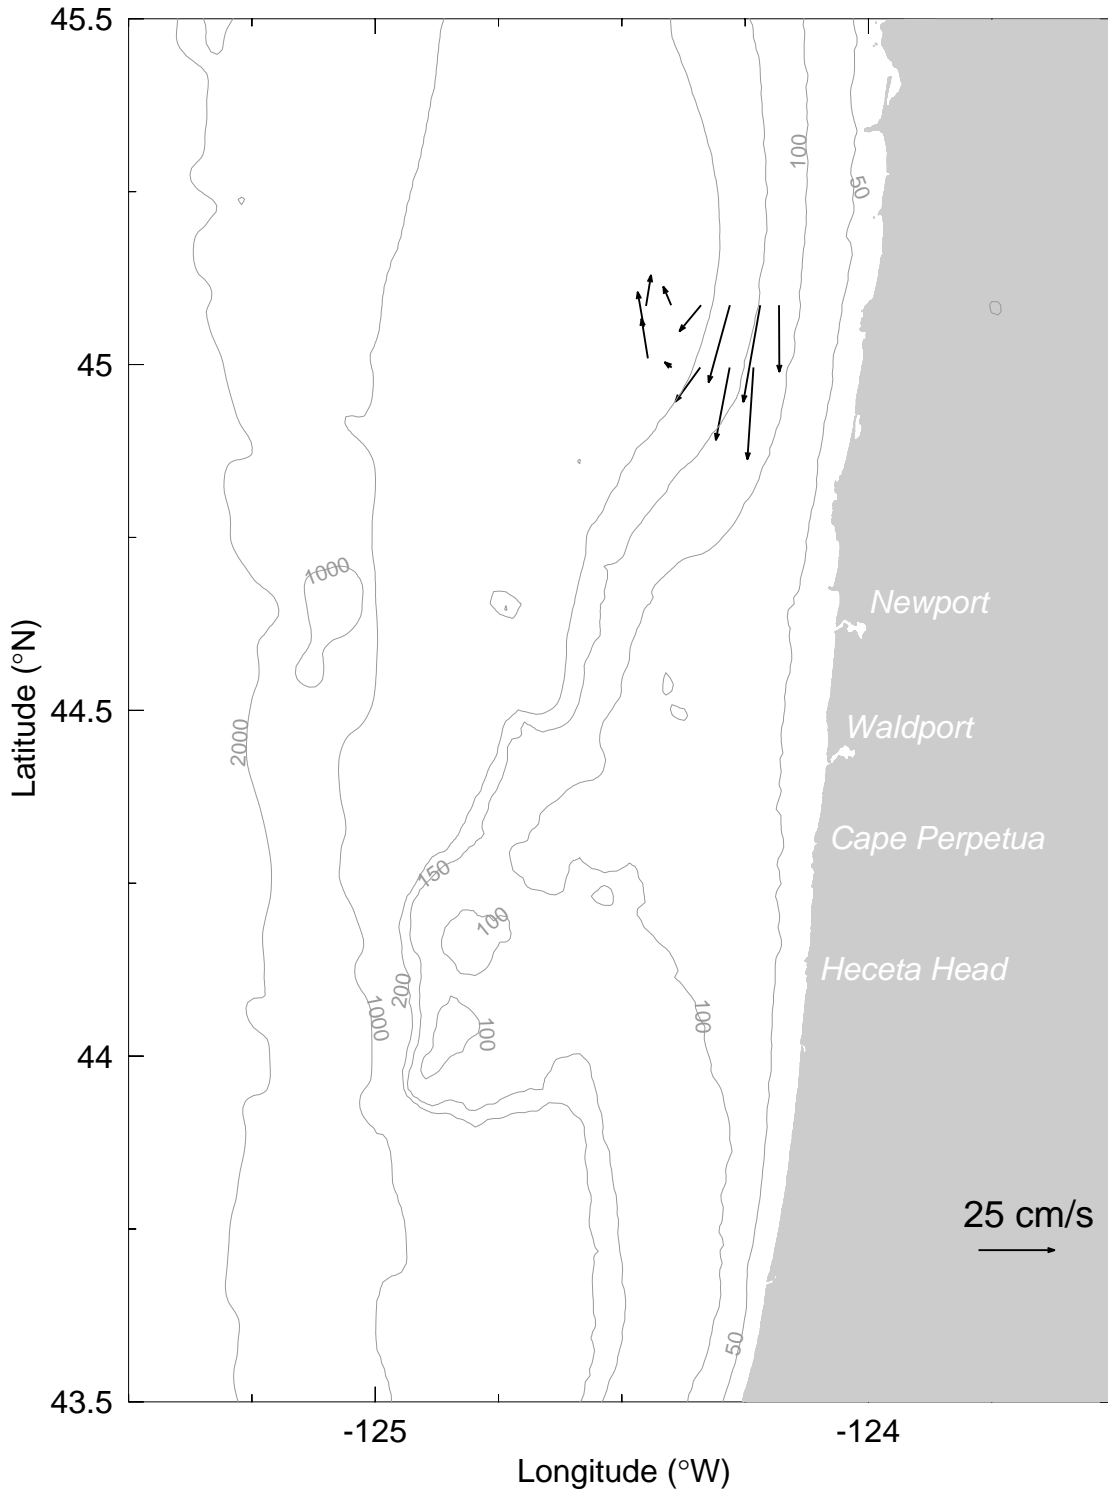 45.5
100
50
45
1000
Newport
Latitude (°N)
44.5
2000
Waldport
Cape Perpetua
150
100
Heceta Head
200
1000
100
100
44
25 cm/s
50
43.5
-125
-124
Longitude (°W)